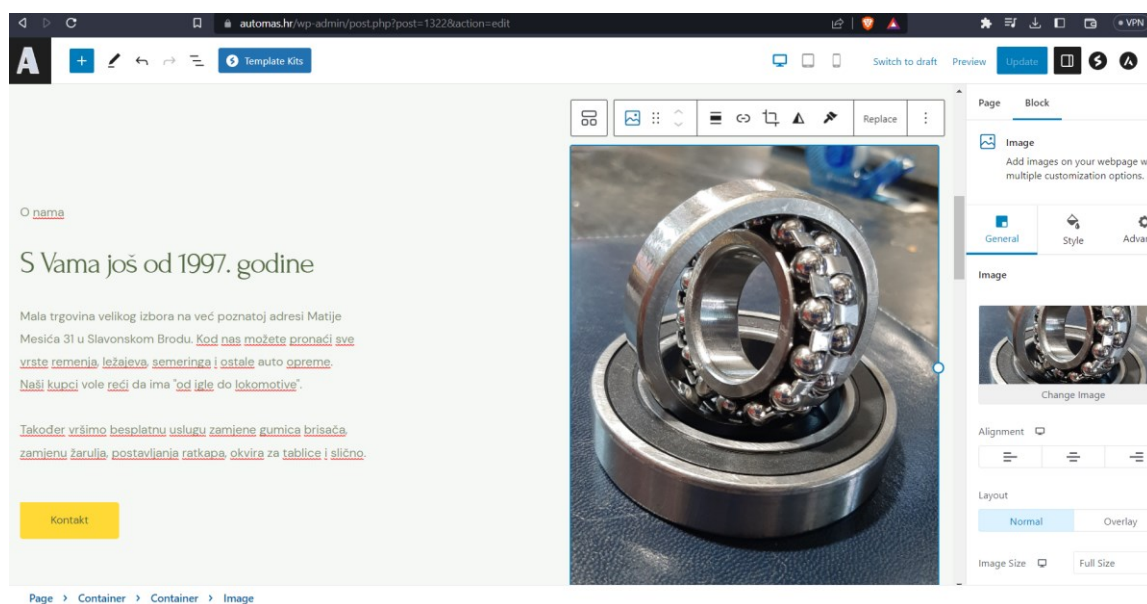 automas.hr/wp-admin/post.php?post=1322&action=edit
VPN
A
Template Kits
Switch to draft
Preview
Update
Replace
Page
Block
Image
Add images on your webpage w
multiple customization options.
General
Style
Advan
Image
Change Image
Alignment
Layout
Normal
Overlay
Image Size
Full Size
O nama
S Vama još od 1997. godine
Mala trgovina velikog izbora na već poznatoj adresi Matije
Mesića 31 u Slavonskom Brodu. Kod nas možete pronaći sve
vrste remenja, ležajeva, semeringa i ostale auto opreme.
Naši kupci vole reći da ima "od igle do lokomotive".
Također vršimo besplatnu uslugu zamjene gumica brisača,
zamjenu žarulja, postavljanja ratkapa, okvira za tablice i slično.
Kontakt
Page > Container > Container > Image